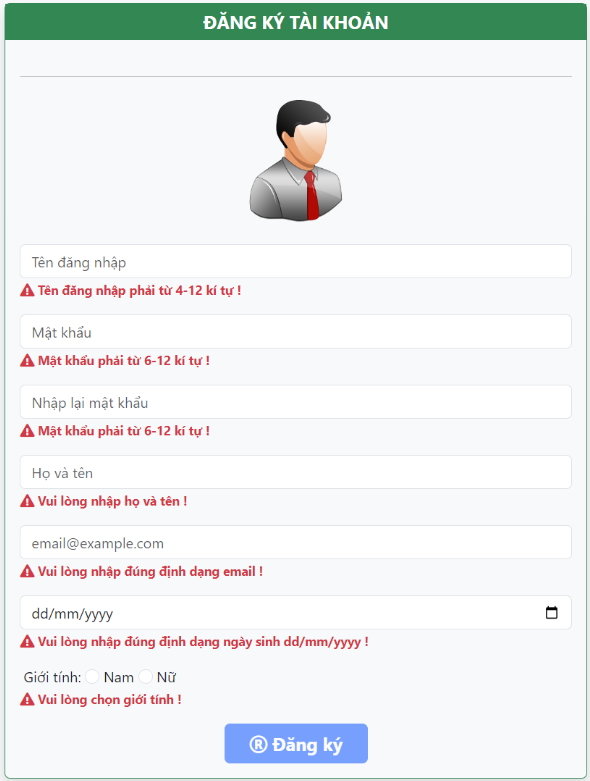 ĐĂNG KÝ TÀI KHOẢN
Tên đăng nhập
Tên đăng nhập phải từ 4-12 kí tự !
Mật khẩu
Mật khẩu phải từ 6-12 kí tự !
Nhập lại mật khẩu
Mật khẩu phải từ 6-12 kí tự !
Họ và tên
Vui lòng nhập họ và tên !
email@example.com
Vui lòng nhập đúng định dạng email !
dd/mm/yyyy
Vui lòng nhập đúng định dạng ngày sinh dd/mm/yyyy !
Giới tính: Nam Nữ
Vui lòng chọn giới tính !
® Đăng ký